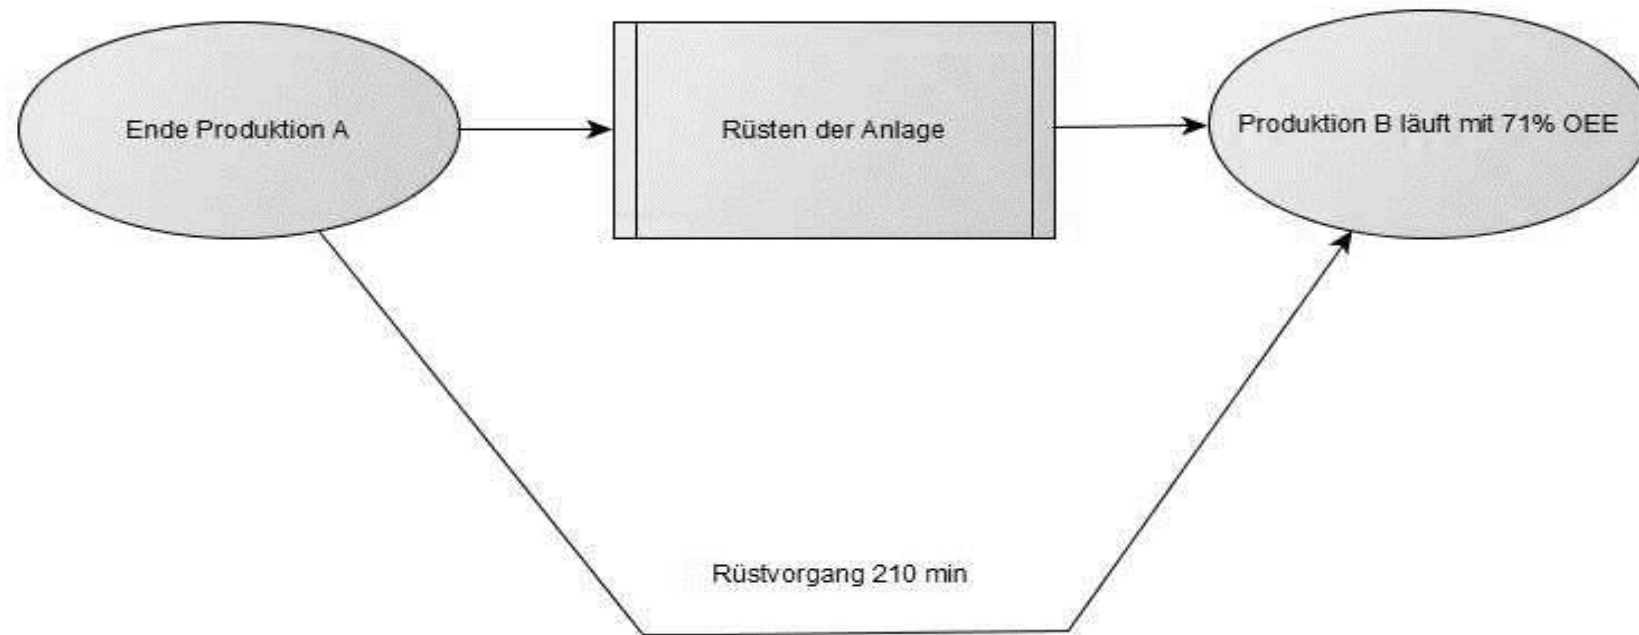 Ende Produktion A
Rüsten der Anlage
Produktion B läuft mit 71% OEE
Rüstvorgang 210 min